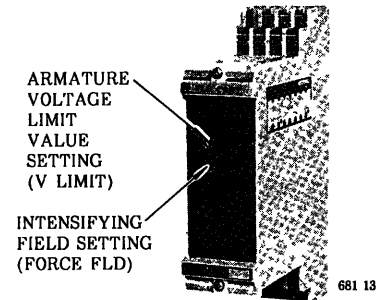 ARMATURE
VOLTAGE
LIMIT
VALUE
SETTING
(V LIMIT)
INTENSIFYING
FIELD SETTING
(FORCE FLD)
681 13